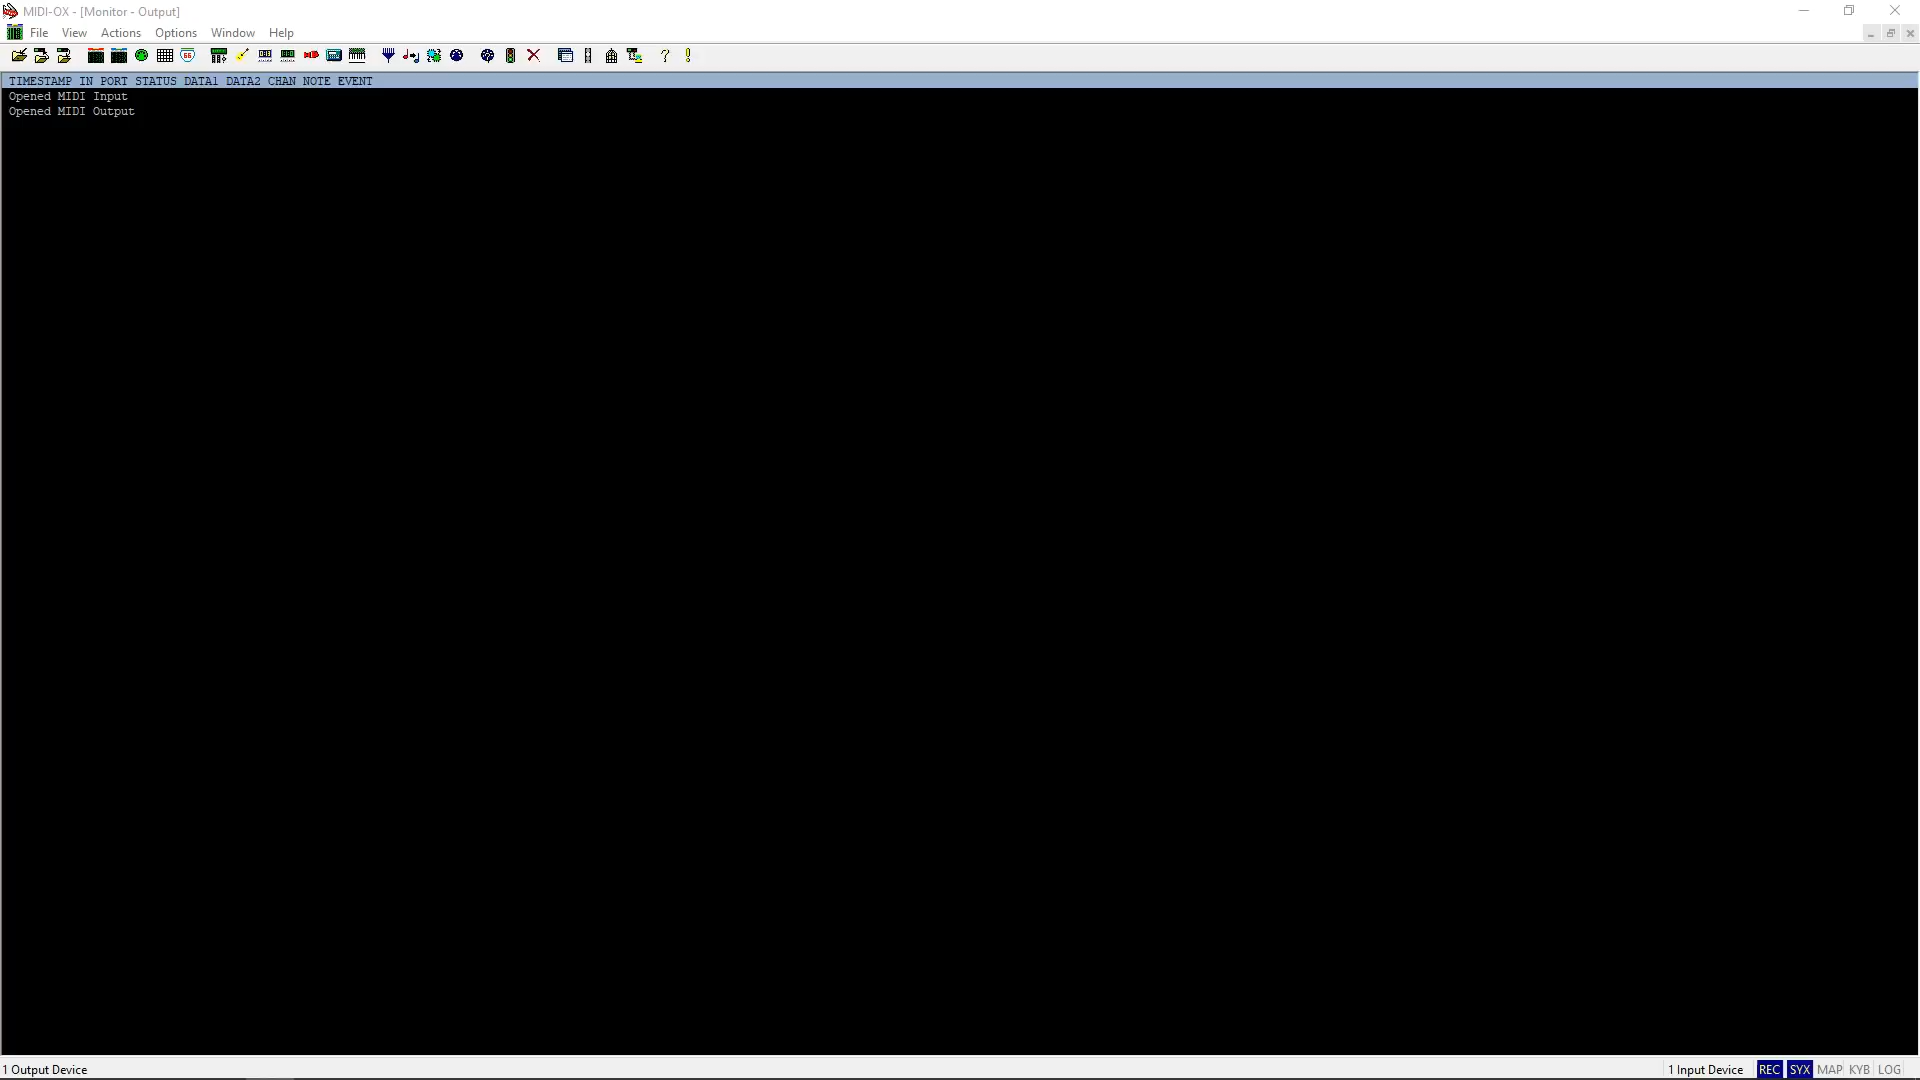 MIDI-OX - [Monitor - Output]
File View Actions Options Window Help
TIMESTAMP IN PORT STATUS DATA1 DATA2 CHAN NOTE EVENT
Opened MIDI Input
Opened MIDI Output
1 Output Device 1 Input Device REC SYX MAP KYB LOG